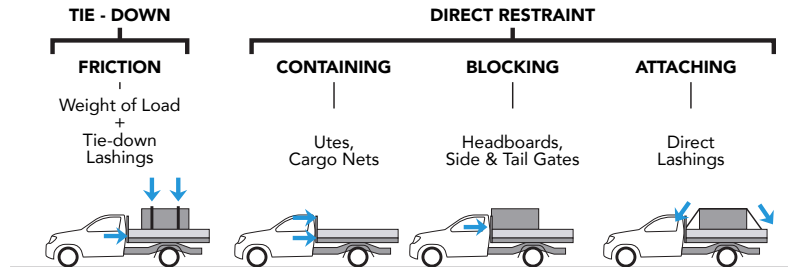 TIE - DOWN
DIRECT RESTRAINT
FRICTION
CONTAINING
BLOCKING
ATTACHING
Weight of Load
+
Tie-down
Lashings
Utes,
Cargo Nets
Headboards,
Side & Tail Gates
Direct
Lashings